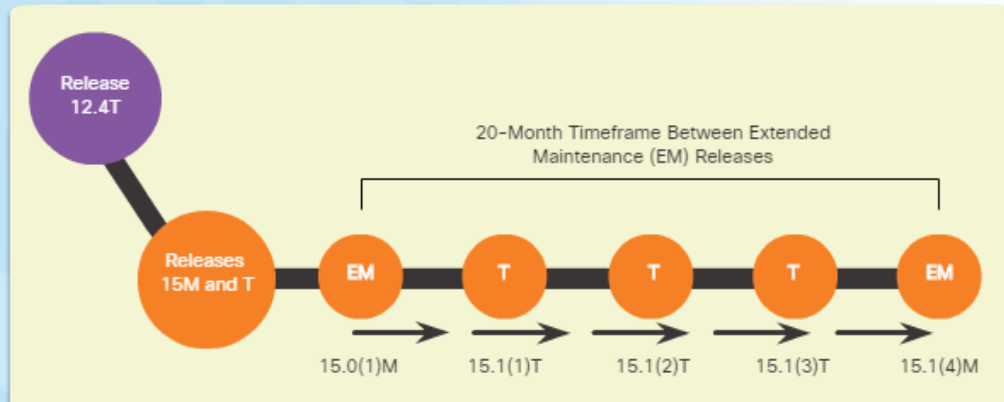 Release
12.4T
20-Month Timeframe Between Extended
Maintenance (EM) Releases
Releases
15M and T
EM
T
T
T
EM
15.0(1)M
15.1(1)T
15.1(2)T
15.1(3)T
15.1(4)M